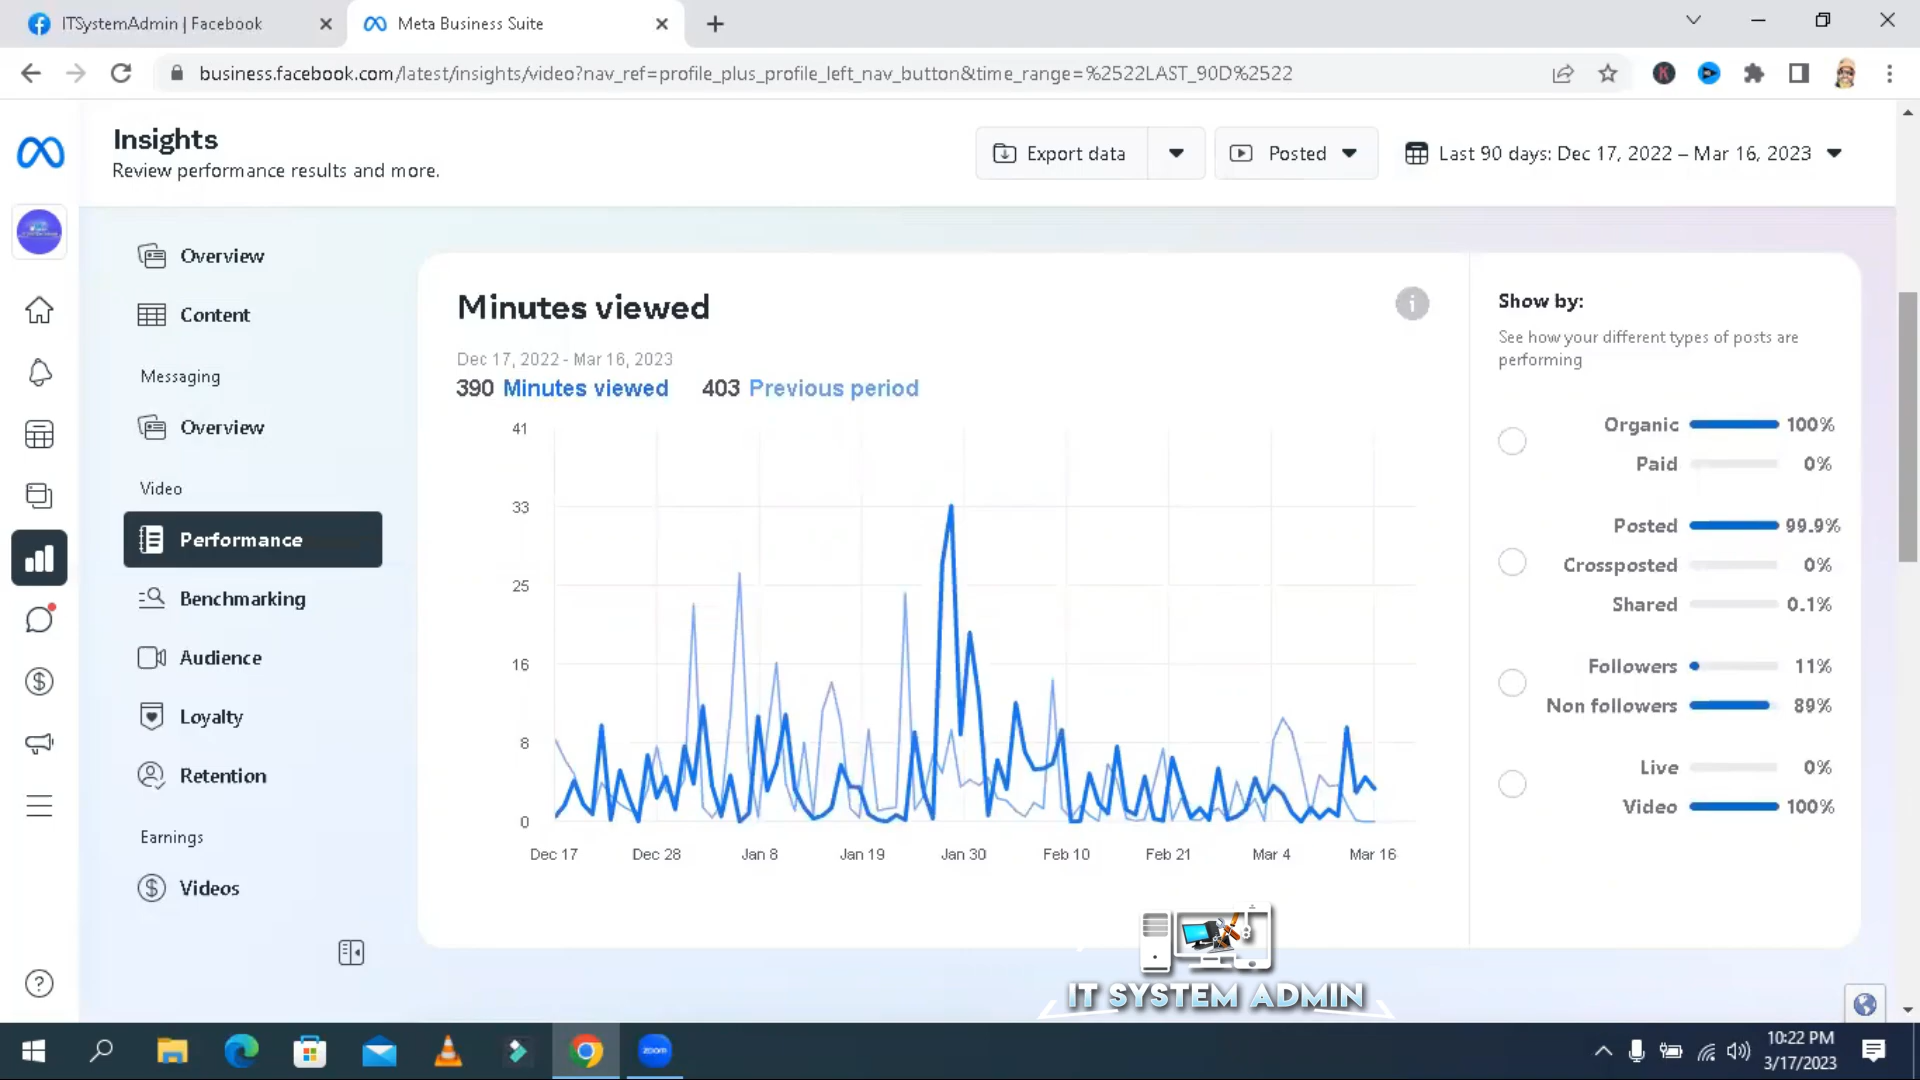 ITSystemAdmin | Facebook
Meta Business Suite
business.facebook.com/latest/insights/video?nav_ref=profile_plus_profile_left_nav_button&time_range=%2522LAST_90D%2522
Insights
Review performance results and more.
Export data
Posted
Last 90 days: Dec 17, 2022 – Mar 16, 2023
Overview
Content
Messaging
Overview
Video
Performance
Benchmarking
Audience
Loyalty
Retention
Earnings
Videos
Minutes viewed
Dec 17, 2022 - Mar 16, 2023
390 Minutes viewed 403 Previous period
41
33
25
16
8
0
Dec 17 Dec 28 Jan 8 Jan 19 Jan 30 Feb 10 Feb 21 Mar 4 Mar 16
Show by:
See how your different types of posts are
performing
Organic 100%
Paid 0%
Posted 99.9%
Crossposted 0%
Shared 0.1%
Followers 11%
Non followers 89%
Live 0%
Video 100%
IT SYSTEM ADMIN
zoom
10:22 PM
3/17/2023